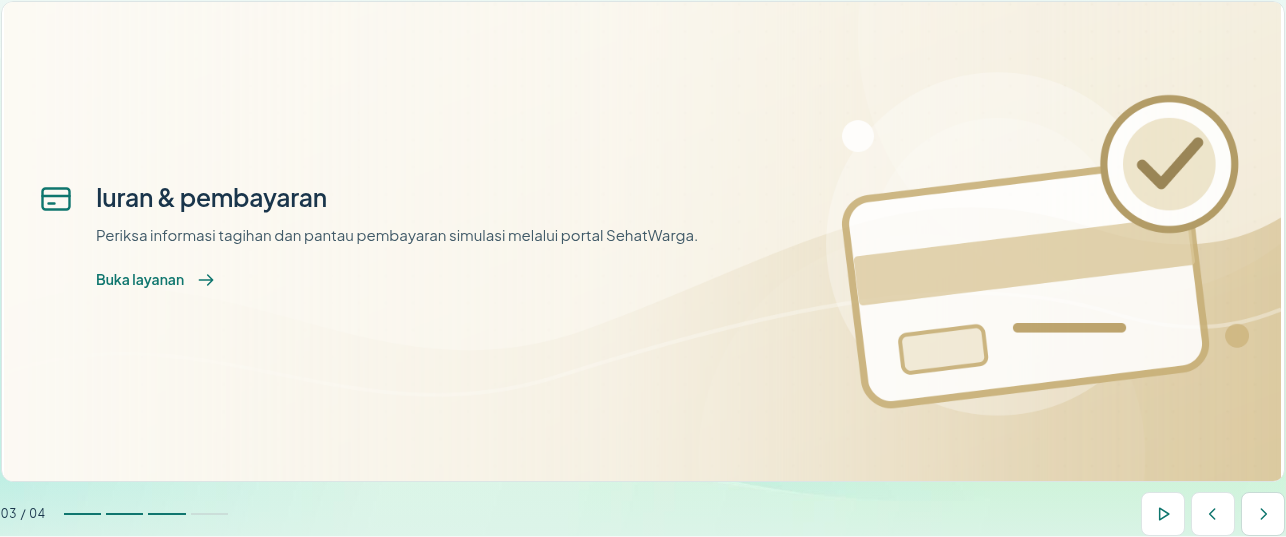 Iuran & pembayaran
Periksa informasi tagihan dan pantau pembayaran simulasi melalui portal SehatWarga.
Buka layanan
03 / 04